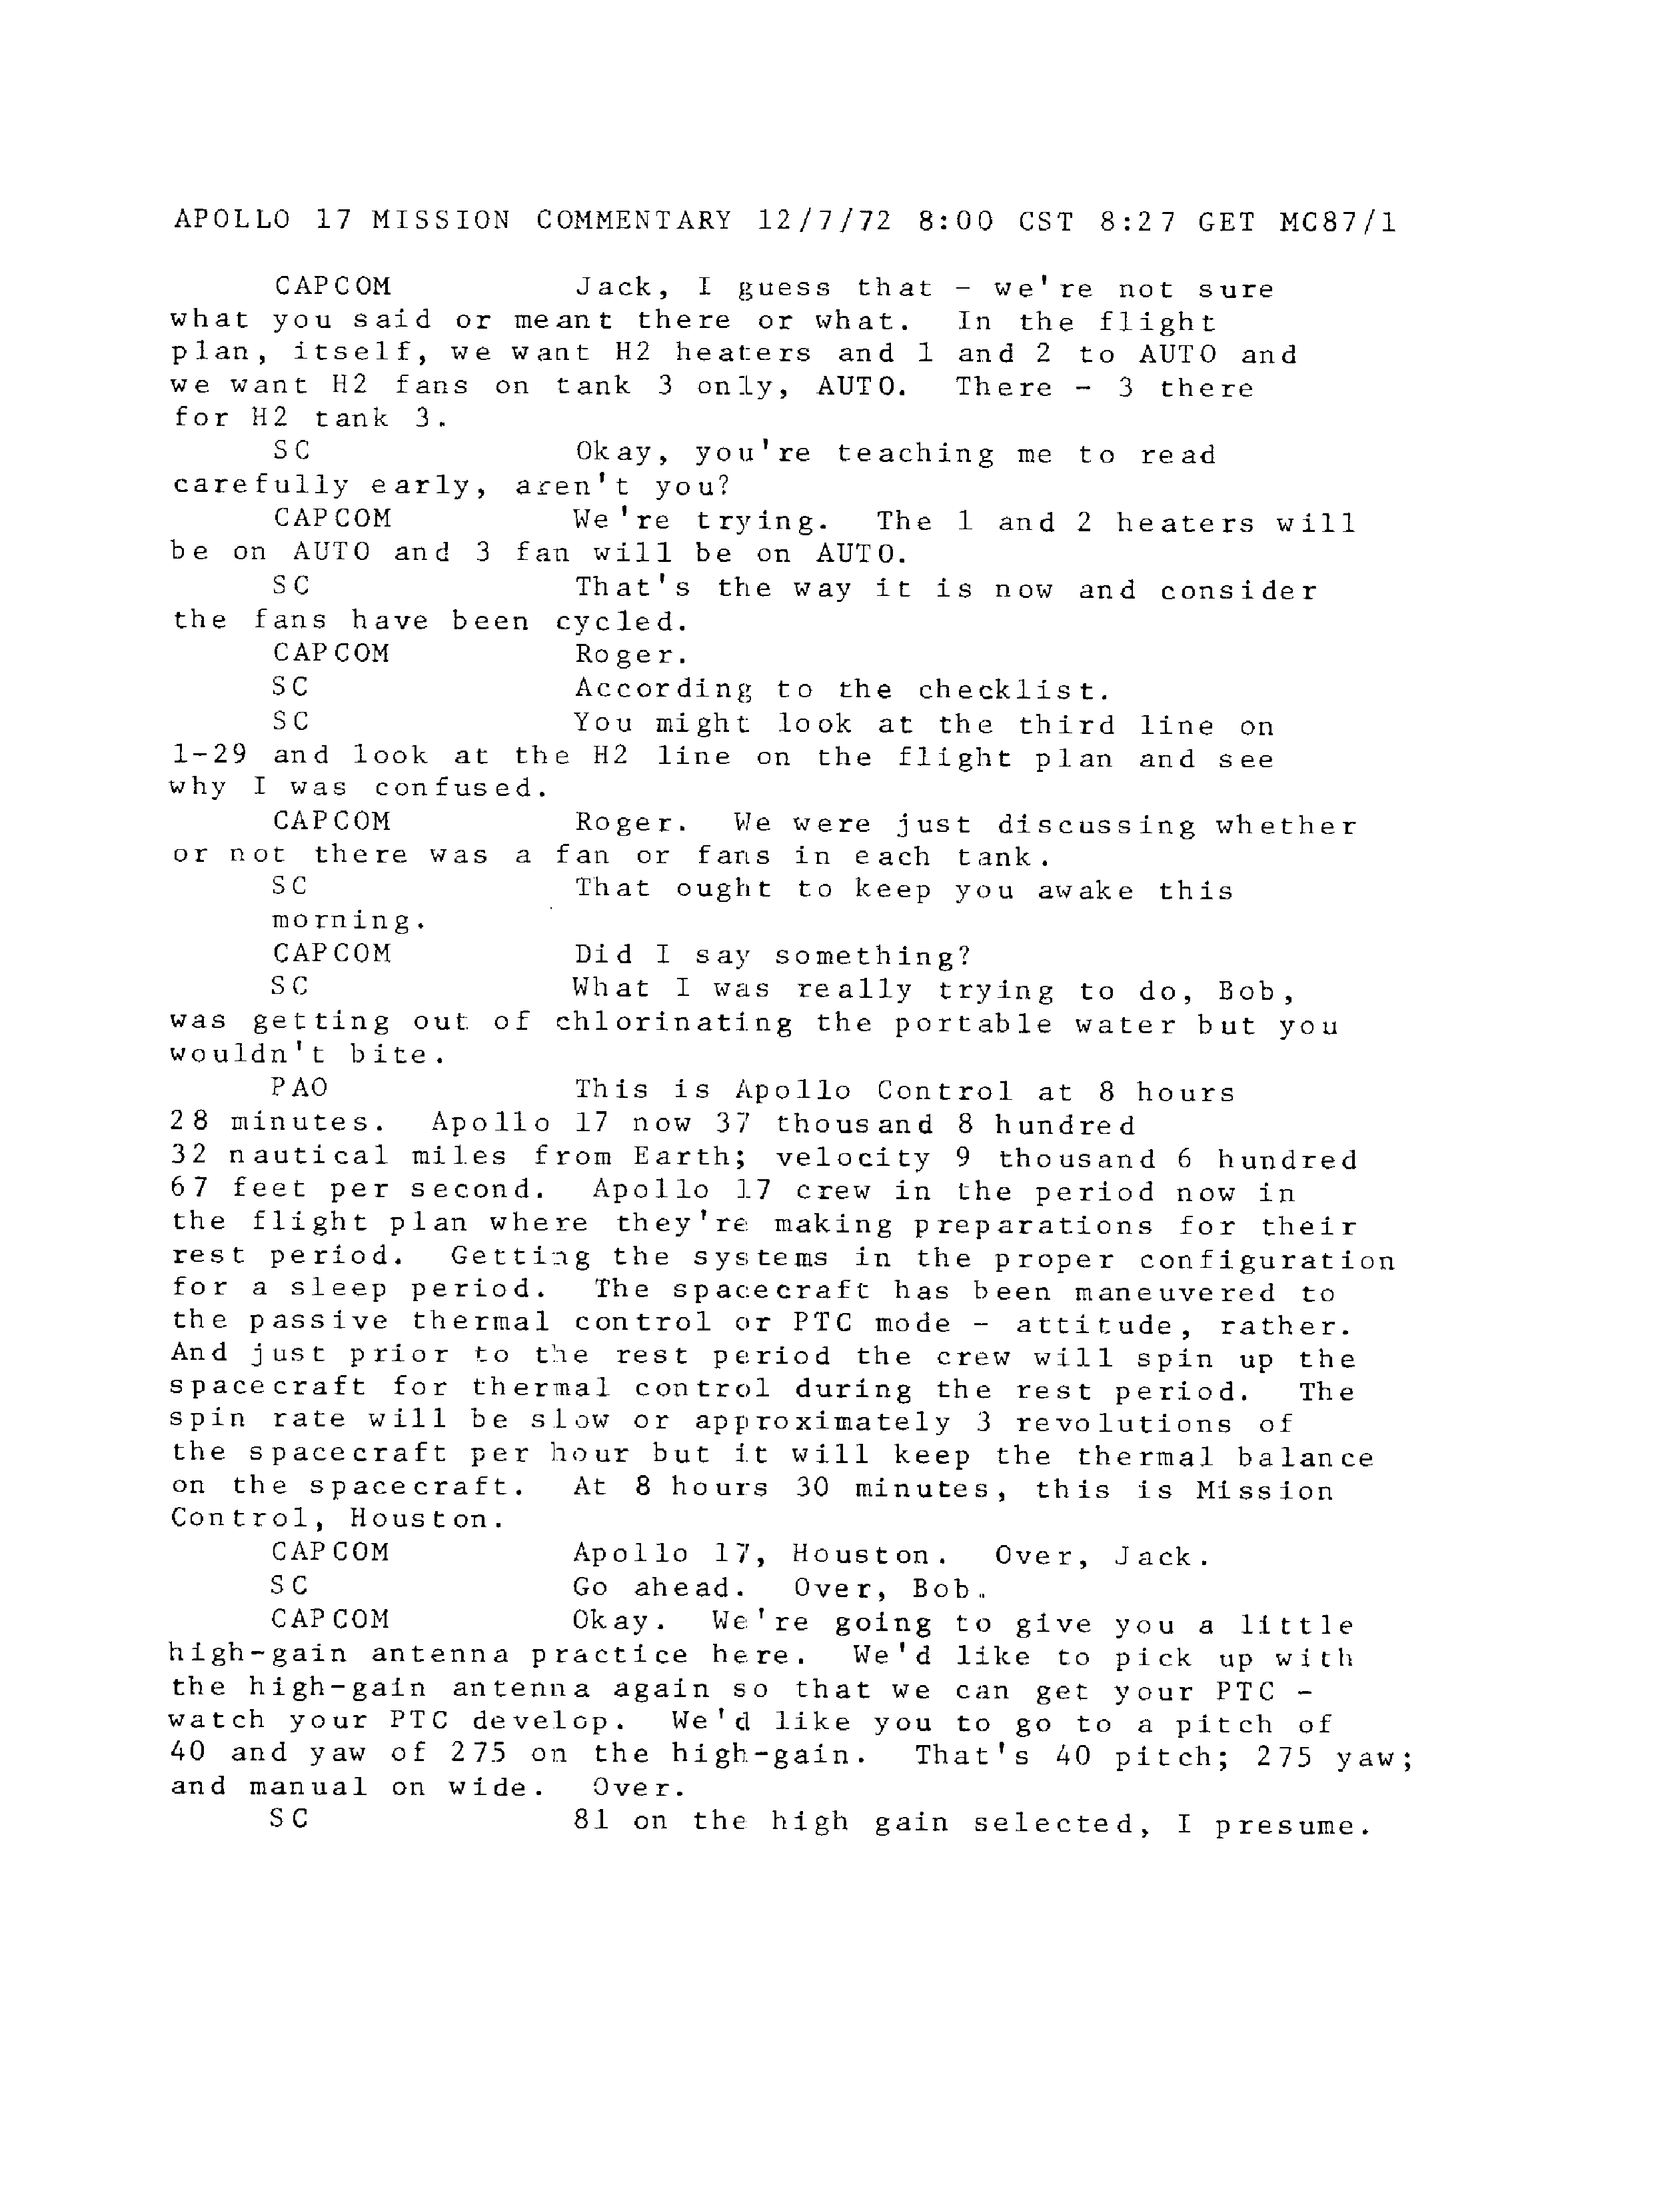 APOLLO 17 MISSION COMMENTARY 12/7/72 8:00 CST 8:27 GET MC87/1
CAPCOM Jack, I guess that - we're not sure
what you said or meant there or what. In the flight
plan, itself, we want H2 heaters and 1 and 2 to AUTO and
we want H2 fans on tank 3 only, AUTO. There - 3 there
for H2 tank 3.
SC Okay, you're teaching me to read
carefully early, aren't you?
CAPCOM We're trying. The 1 and 2 heaters will
be on AUTO and 3 fan will be on AUTO.
SC That's the way it is now and consider
the fans have been cycled.
CAPCOM Roger.
SC According to the checklist.
SC You might look at the third line on
1-29 and look at the H2 line on the flight plan and see
why I was confused.
CAPCOM Roger. We were just discussing whether
or not there was a fan or fans in each tank.
SC That ought to keep you awake this
morning.
CAPCOM Did I say something?
SC What I was really trying to do, Bob,
was getting out of chlorinating the portable water but you
wouldn't bite.
PAO This is Apollo Control at 8 hours
28 minutes. Apollo 17 now 37 thousand 8 hundred
32 nautical miles from Earth; velocity 9 thousand 6 hundred
67 feet per second. Apollo 17 crew in the period now in
the flight plan where they're making preparations for their
rest period. Getting the systems in the proper configuration
for a sleep period. The spacecraft has been maneuvered to
the passive thermal control or PTC mode - attitude, rather.
And just prior to the rest period the crew will spin up the
spacecraft for thermal control during the rest period. The
spin rate will be slow or approximately 3 revolutions of
the spacecraft per hour but it will keep the thermal balance
on the spacecraft. At 8 hours 30 minutes, this is Mission
Control, Houston.
CAPCOM Apollo 17, Houston. Over, Jack.
SC Go ahead. Over, Bob.
CAPCOM Okay. We're going to give you a little
high-gain antenna practice here. We'd like to pick up with
the high-gain antenna again so that we can get your PTC -
watch your PTC develop. We'd like you to go to a pitch of
40 and yaw of 275 on the high-gain. That's 40 pitch; 275 yaw;
and manual on wide. Over.
SC 81 on the high gain selected, I presume.